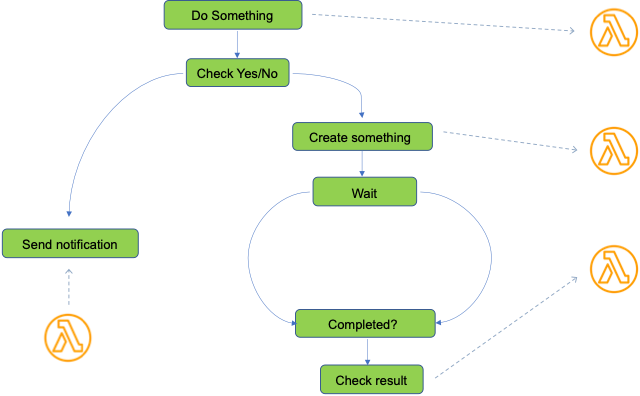 Do Something
Check Yes/No
Create something
Wait
Send notification
Completed?
Check result